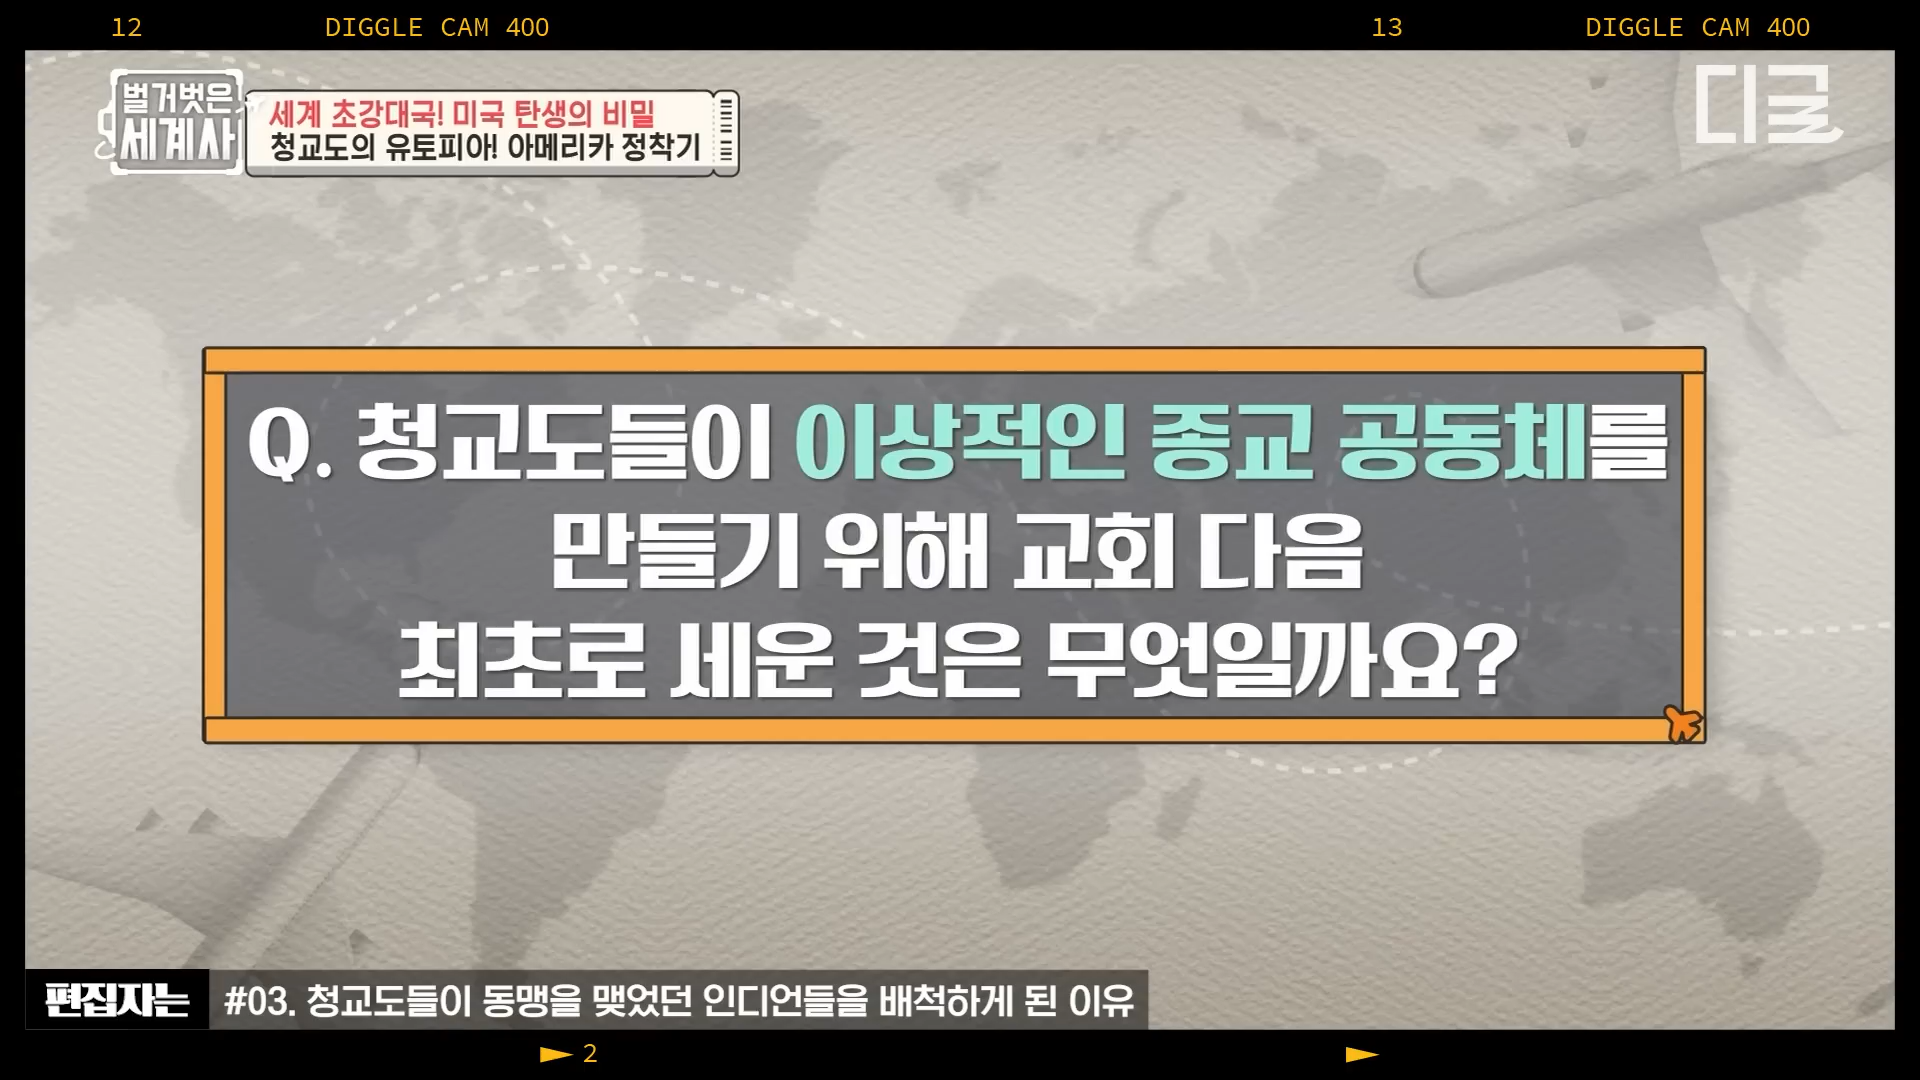 12 DIGGLE CAM 400 13 DIGGLE CAM 400
벌거벗은
세계사
세계 초강대국! 미국 탄생의 비밀
청교도의 유토피아! 아메리카 정착기
디글
Q. 청교도들이 이상적인 종교 공동체를
만들기 위해 교회 다음
최초로 세운 것은 무엇일까요?
편집자는 #03. 청교도들이 동맹을 맺었던 인디언들을 배척하게 된 이유
2